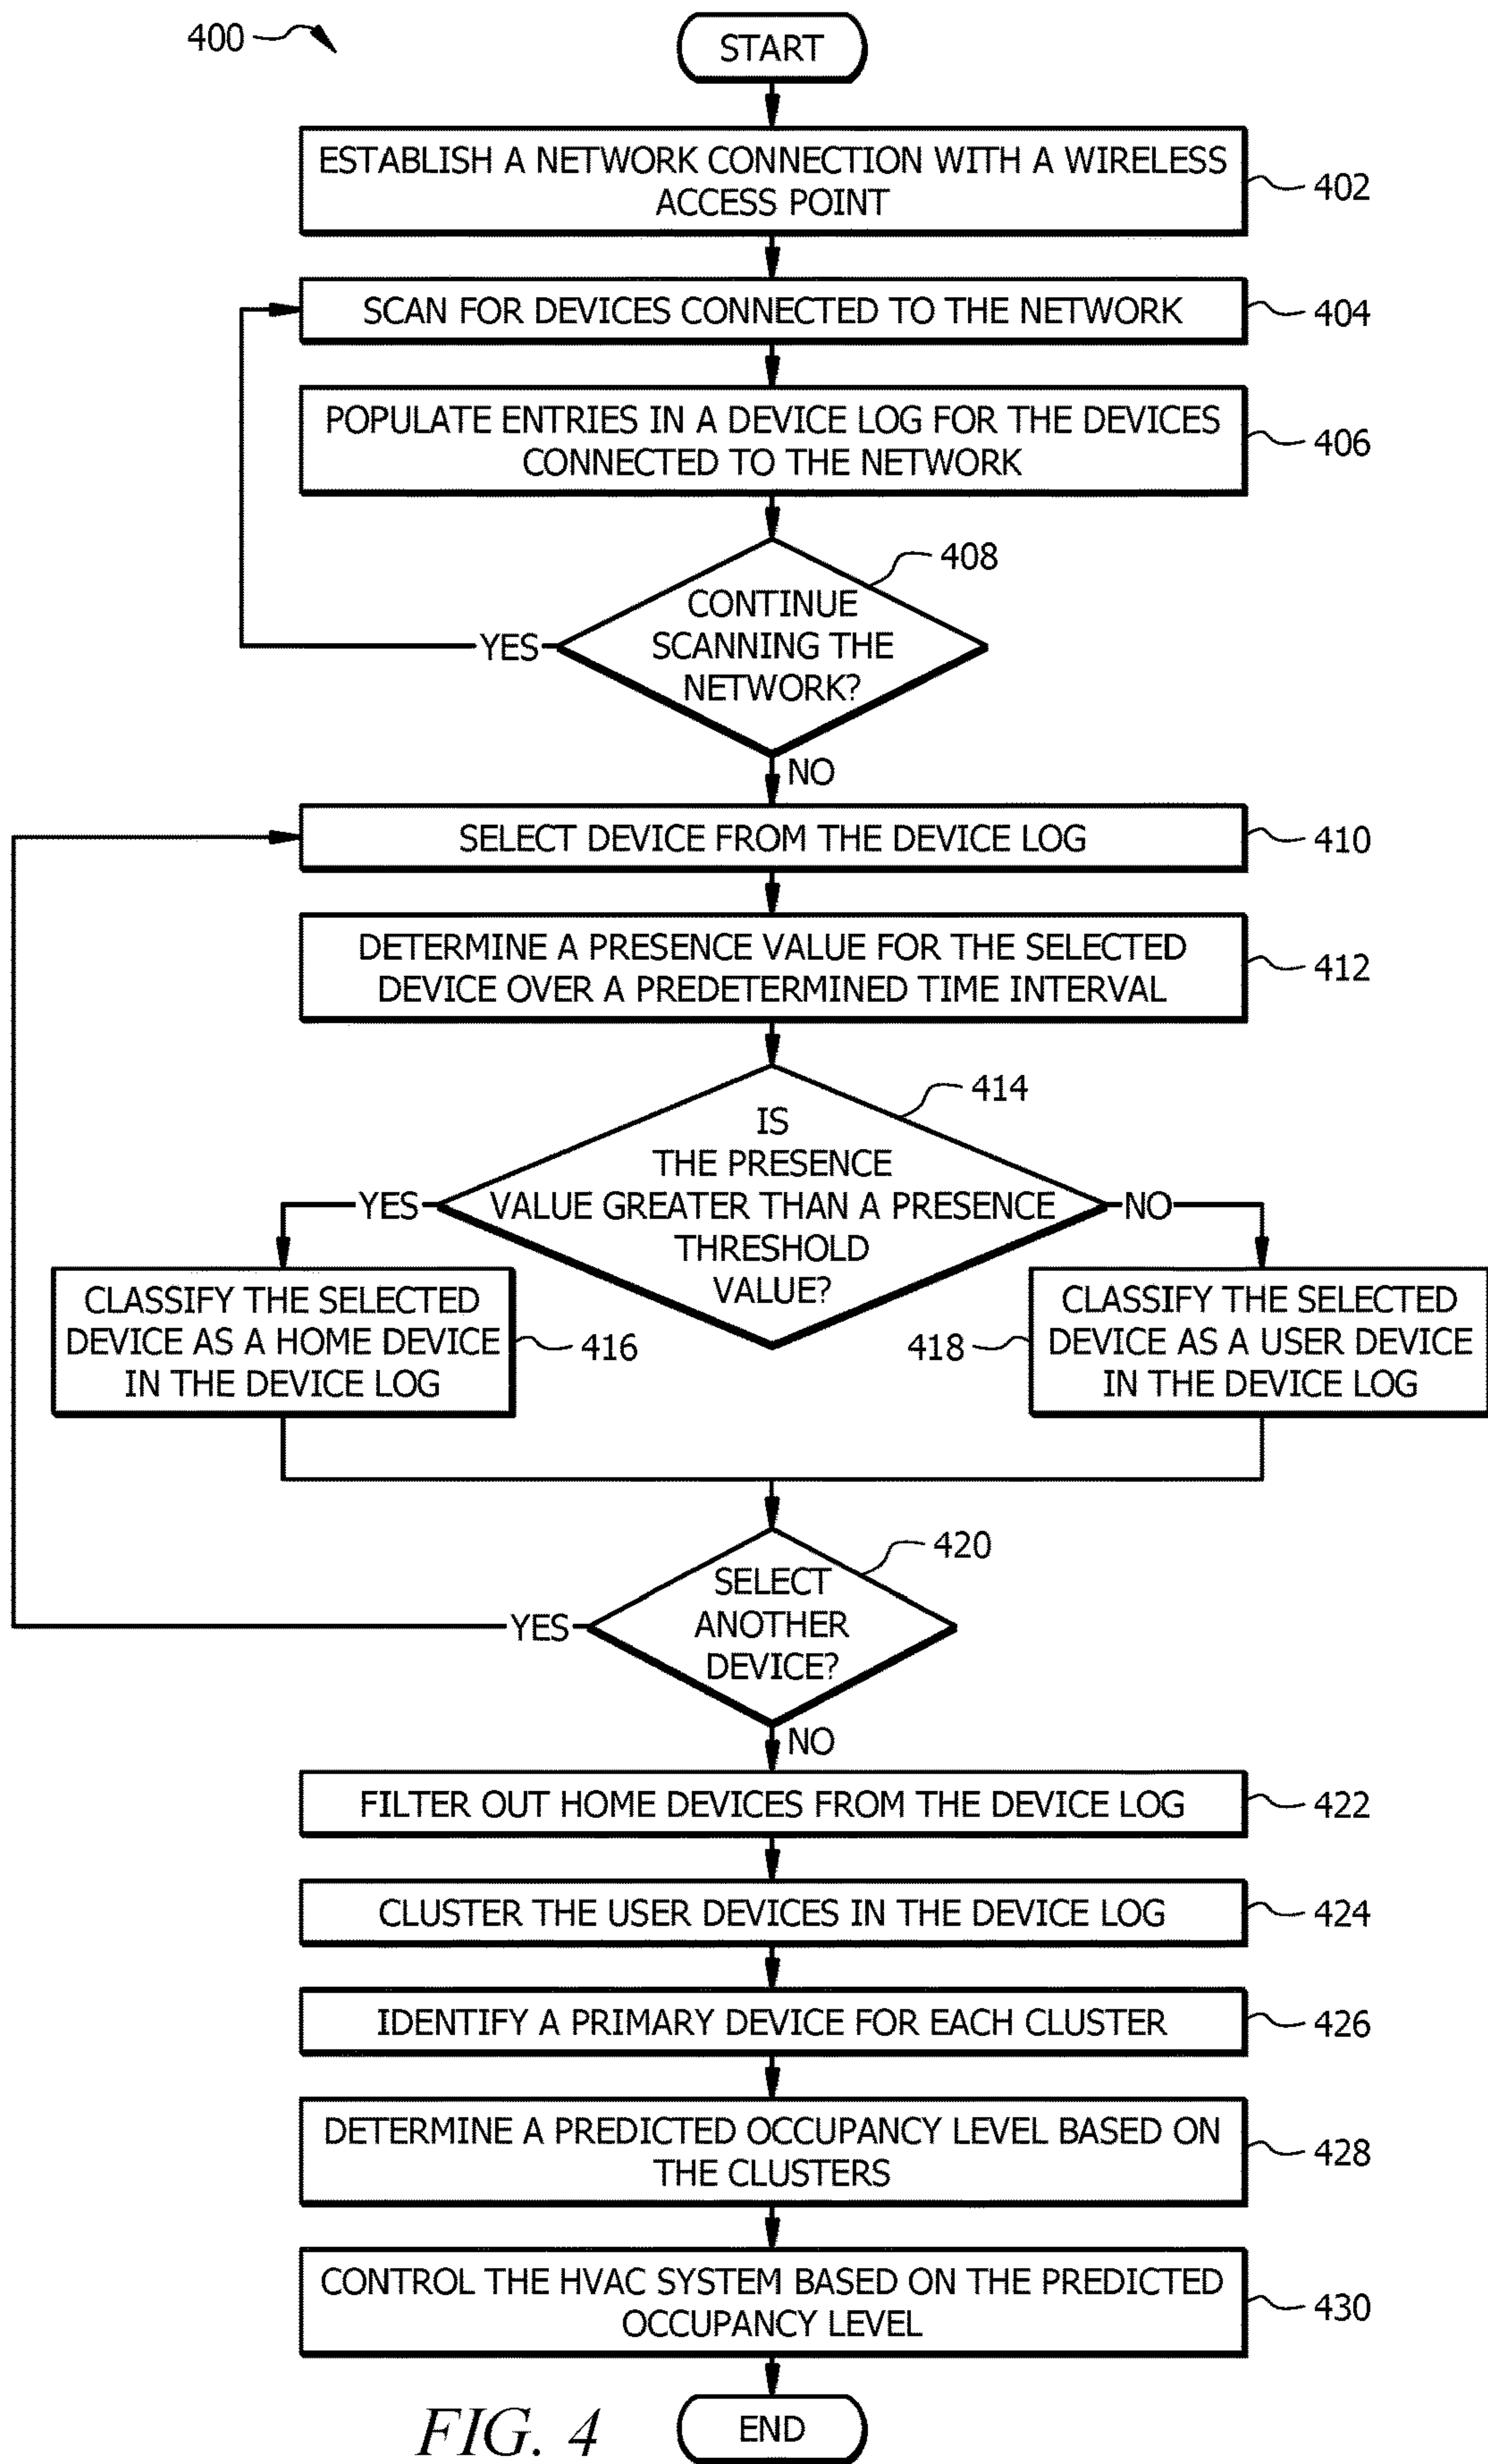 400
START
ESTABLISH A NETWORK CONNECTION WITH A WIRELESS
ACCESS POINT
402
SCAN FOR DEVICES CONNECTED TO THE NETWORK
404
POPULATE ENTRIES IN A DEVICE LOG FOR THE DEVICES
CONNECTED TO THE NETWORK
406
408
CONTINUE
SCANNING THE
NETWORK?
YES
NO
SELECT DEVICE FROM THE DEVICE LOG
410
DETERMINE A PRESENCE VALUE FOR THE SELECTED
DEVICE OVER A PREDETERMINED TIME INTERVAL
412
414
IS
THE PRESENCE
VALUE GREATER THAN A PRESENCE
THRESHOLD
VALUE?
YES
NO
CLASSIFY THE SELECTED
DEVICE AS A HOME DEVICE
IN THE DEVICE LOG
416
418
CLASSIFY THE SELECTED
DEVICE AS A USER DEVICE
IN THE DEVICE LOG
420
SELECT
ANOTHER
DEVICE?
YES
NO
FILTER OUT HOME DEVICES FROM THE DEVICE LOG
422
CLUSTER THE USER DEVICES IN THE DEVICE LOG
424
IDENTIFY A PRIMARY DEVICE FOR EACH CLUSTER
426
DETERMINE A PREDICTED OCCUPANCY LEVEL BASED ON
THE CLUSTERS
428
CONTROL THE HVAC SYSTEM BASED ON THE PREDICTED
OCCUPANCY LEVEL
430
FIG. 4
END